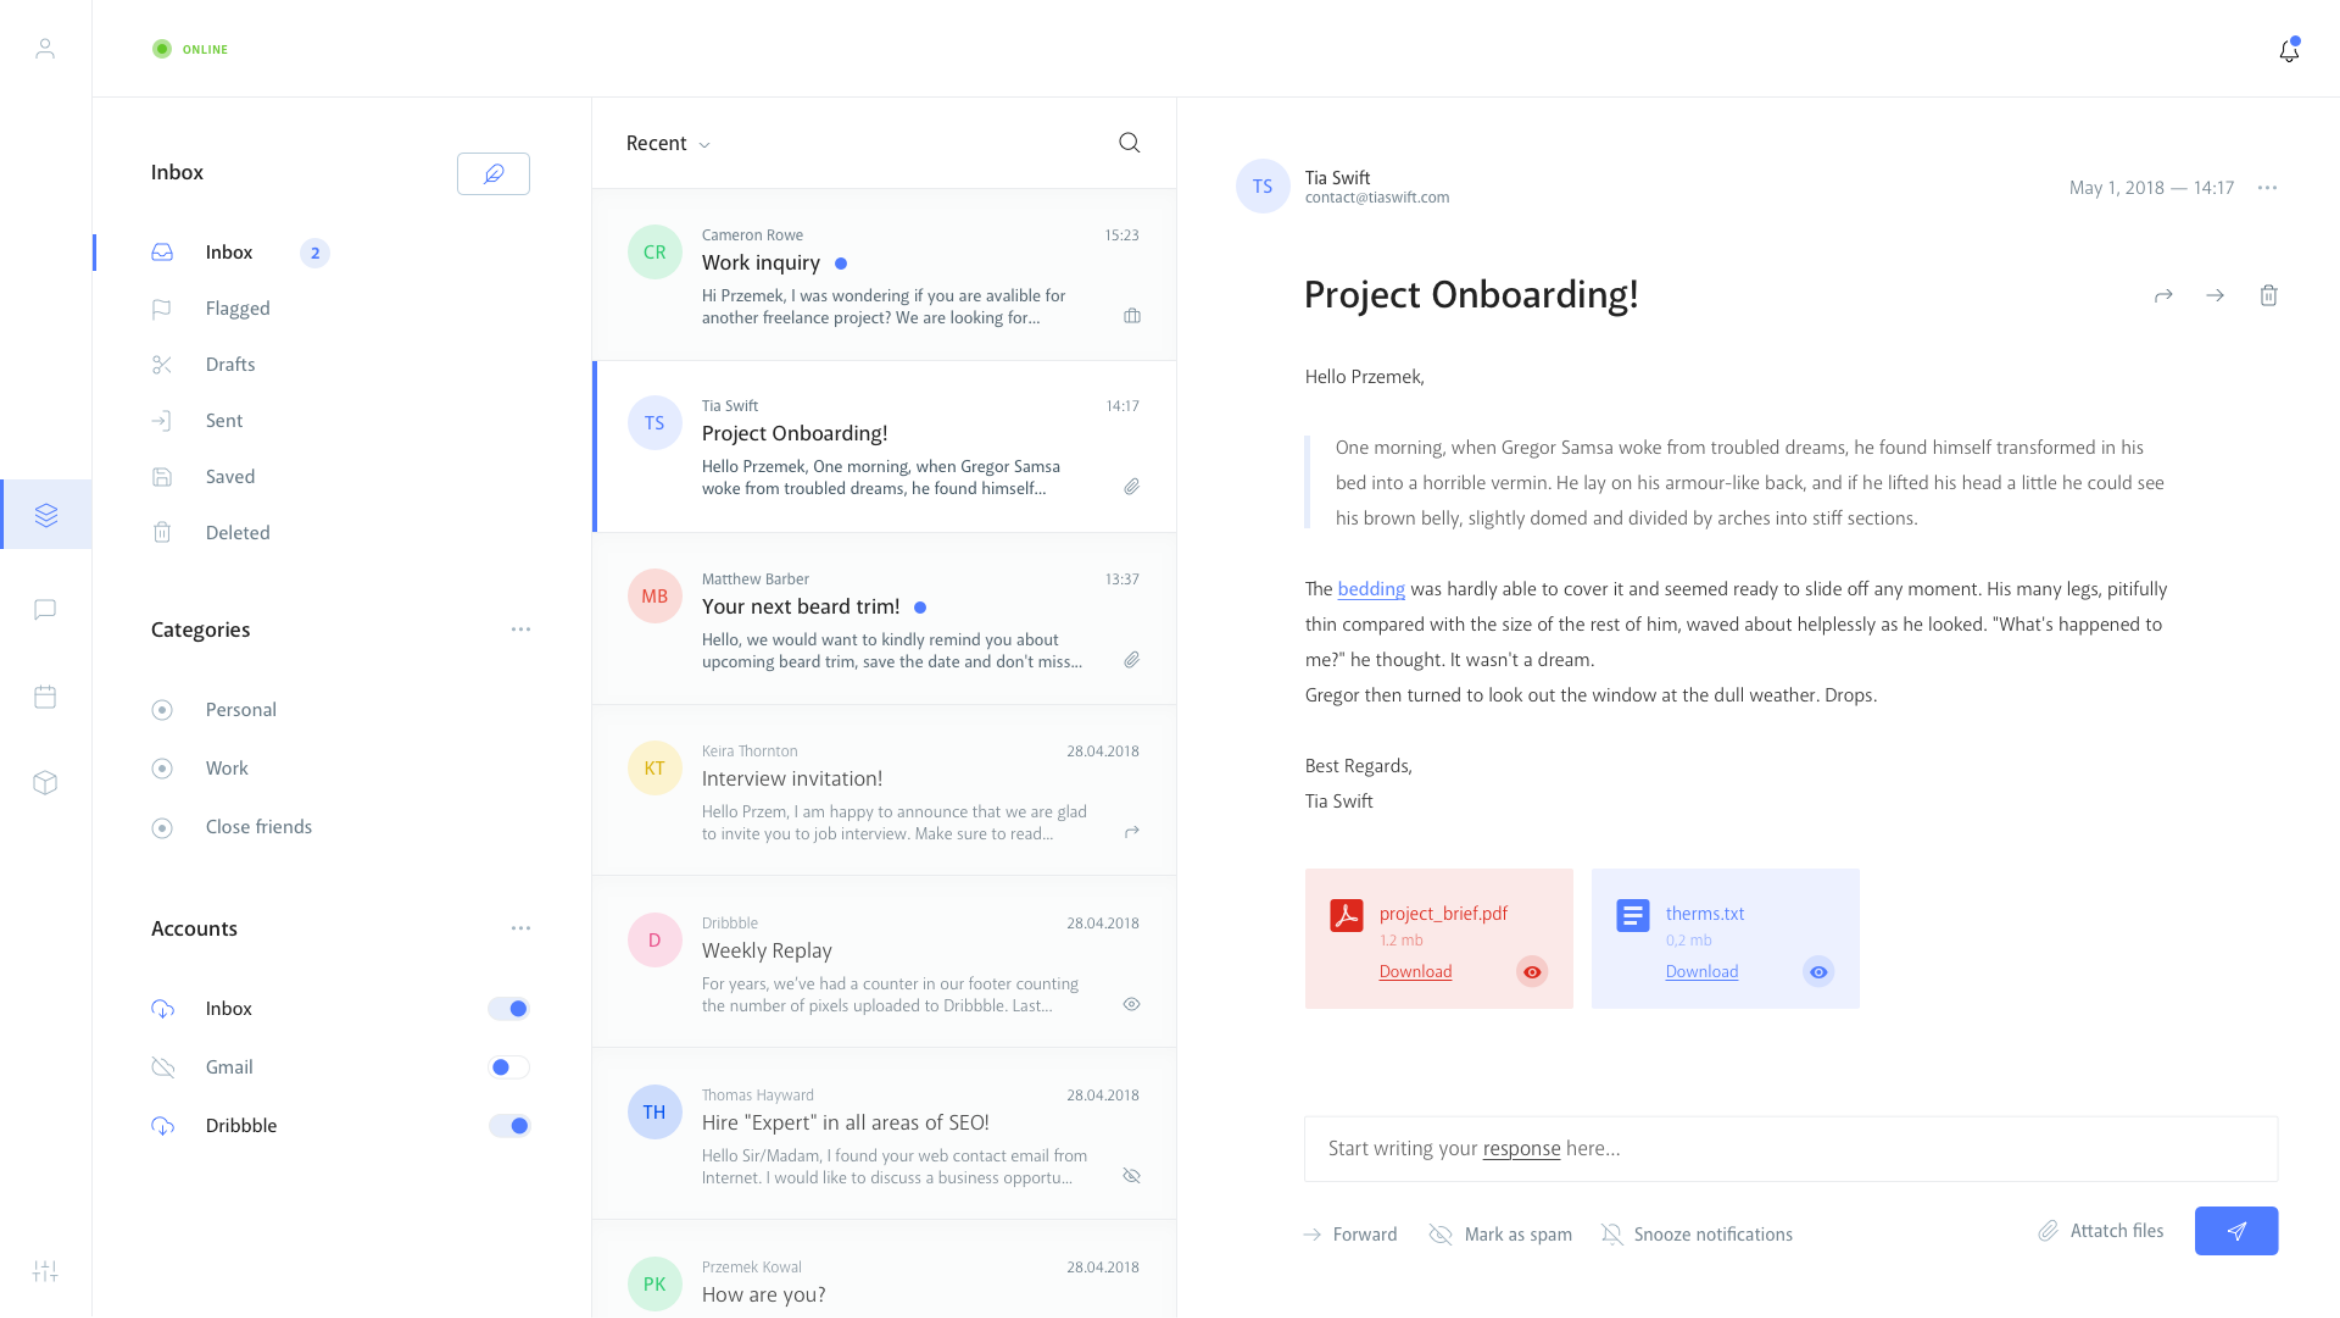 ONLINE
Inbox
Inbox 2
Flagged
Drafts
Sent
Saved
Deleted
Categories
Personal
Work
Close friends
Accounts
Inbox
Gmail
Dribbble
Recent
CR
Cameron Rowe 15:23
Work inquiry
Hi Przemek, I was wondering if you are avalible for
another freelance project? We are looking for...
TS
Tia Swift 14:17
Project Onboarding!
Hello Przemek, One morning, when Gregor Samsa
woke from troubled dreams, he found himself...
MB
Matthew Barber 13:37
Your next beard trim!
Hello, we would want to kindly remind you about
upcoming beard trim, save the date and don't miss...
KT
Keira Thornton 28.04.2018
Interview invitation!
Hello Przem, I am happy to announce that we are glad
to invite you to job interview. Make sure to read...
D
Dribbble 28.04.2018
Weekly Replay
For years, we've had a counter in our footer counting
the number of pixels uploaded to Dribbble. Last...
TH
Thomas Hayward 28.04.2018
Hire "Expert" in all areas of SEO!
Hello Sir/Madam, I found your web contact email from
Internet. I would like to discuss a business opportu...
PK
Przemek Kowal 28.04.2018
How are you?
TS
Tia Swift
contact@tiaswift.com
May 1, 2018 — 14:17
Project Onboarding!
Hello Przemek,
One morning, when Gregor Samsa woke from troubled dreams, he found himself transformed in his
bed into a horrible vermin. He lay on his armour-like back, and if he lifted his head a little he could see
his brown belly, slightly domed and divided by arches into stiff sections.
The bedding was hardly able to cover it and seemed ready to slide off any moment. His many legs, pitifully
thin compared with the size of the rest of him, waved about helplessly as he looked. "What's happened to
me?" he thought. It wasn't a dream.
Gregor then turned to look out the window at the dull weather. Drops.
Best Regards,
Tia Swift
project_brief.pdf
1.2 mb
Download
therms.txt
0,2 mb
Download
Start writing your response here...
Forward Mark as spam Snooze notifications Attatch files